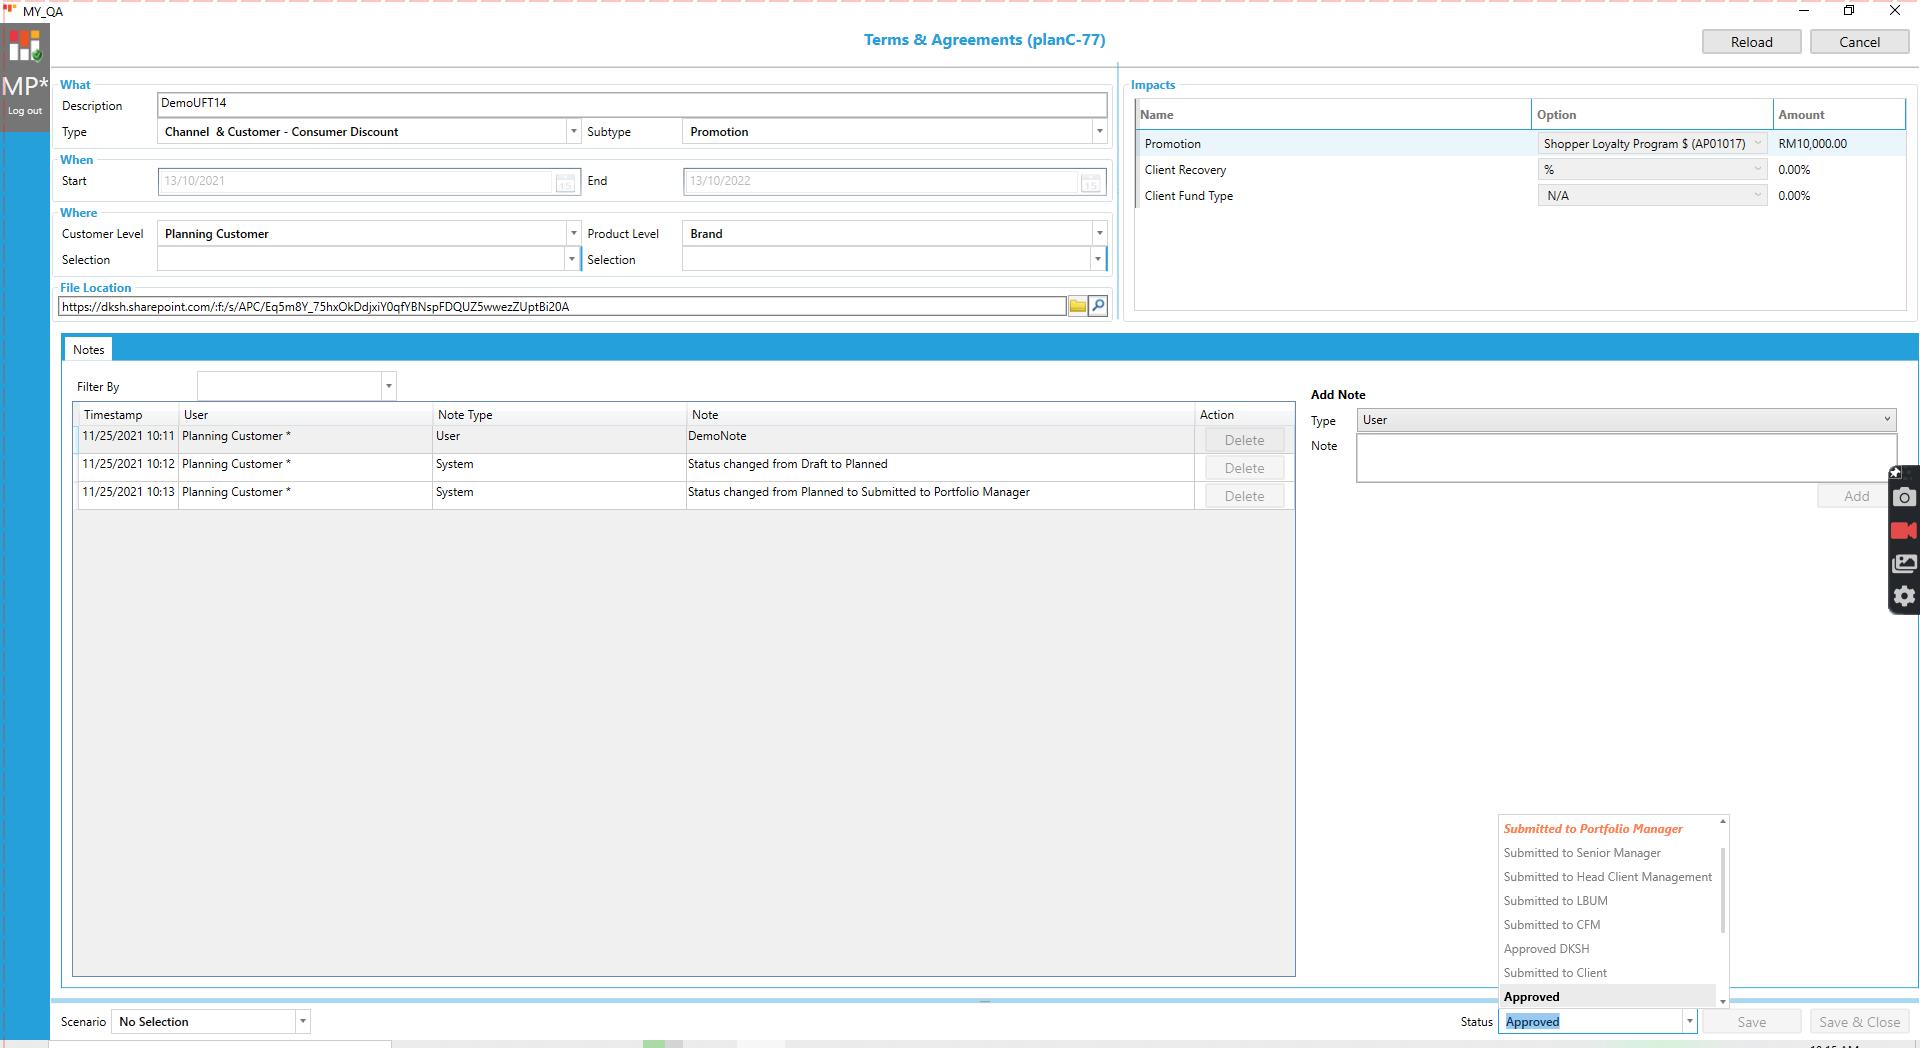 MY_QA
MP*
Log out
Terms & Agreements (planC-77)
Reload
Cancel
What
Description
DemoUFT14
Type
Channel & Customer - Consumer Discount
Subtype
Promotion
When
Start
13/10/2021
15
End
13/10/2022
15
Where
Customer Level
Planning Customer
Product Level
Brand
Selection
Selection
File Location
https://dksh.sharepoint.com/:f:/s/APC/Eq5m8Y_75hxOkDdjxiY0qfYBNspFDQUZ5wwezZUptBi20A
Impacts
Name Option Amount
Promotion Shopper Loyalty Program $ (AP01017) RM10,000.00
Client Recovery % 0.00%
Client Fund Type N/A 0.00%
Notes
Filter By
Timestamp User Note Type Note Action
11/25/2021 10:11 Planning Customer * User DemoNote Delete
11/25/2021 10:12 Planning Customer * System Status changed from Draft to Planned Delete
11/25/2021 10:13 Planning Customer * System Status changed from Planned to Submitted to Portfolio Manager Delete
Add Note
Type
User
Note
Add
Submitted to Portfolio Manager
Submitted to Senior Manager
Submitted to Head Client Management
Submitted to LBUM
Submitted to CFM
Approved DKSH
Submitted to Client
Approved
Scenario
No Selection
Status
Approved
Save
Save & Close